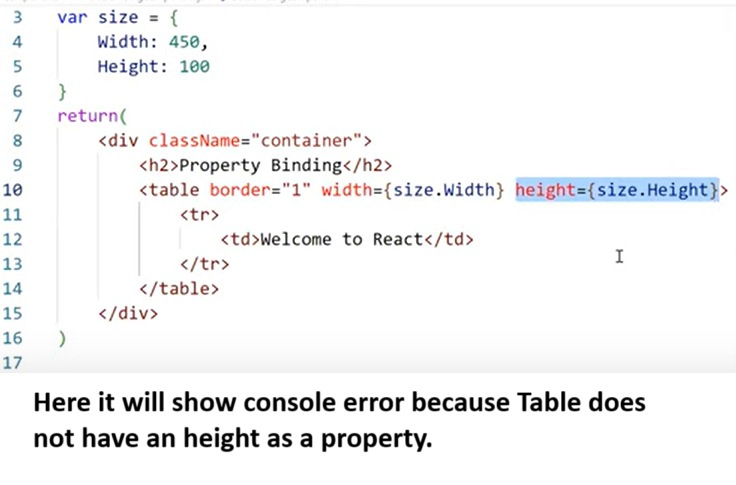 3 var size = {
4 Width: 450,
5 Height: 100
6 }
7 return(
8 <div className="container">
9 <h2>Property Binding</h2>
10 <table border="1" width={size.Width} height={size.Height}>
11 <tr>
12 <td>Welcome to React</td>
13 </tr>
14 </table>
15 </div>
16 )
17
Here it will show console error because Table does
not have an height as a property.